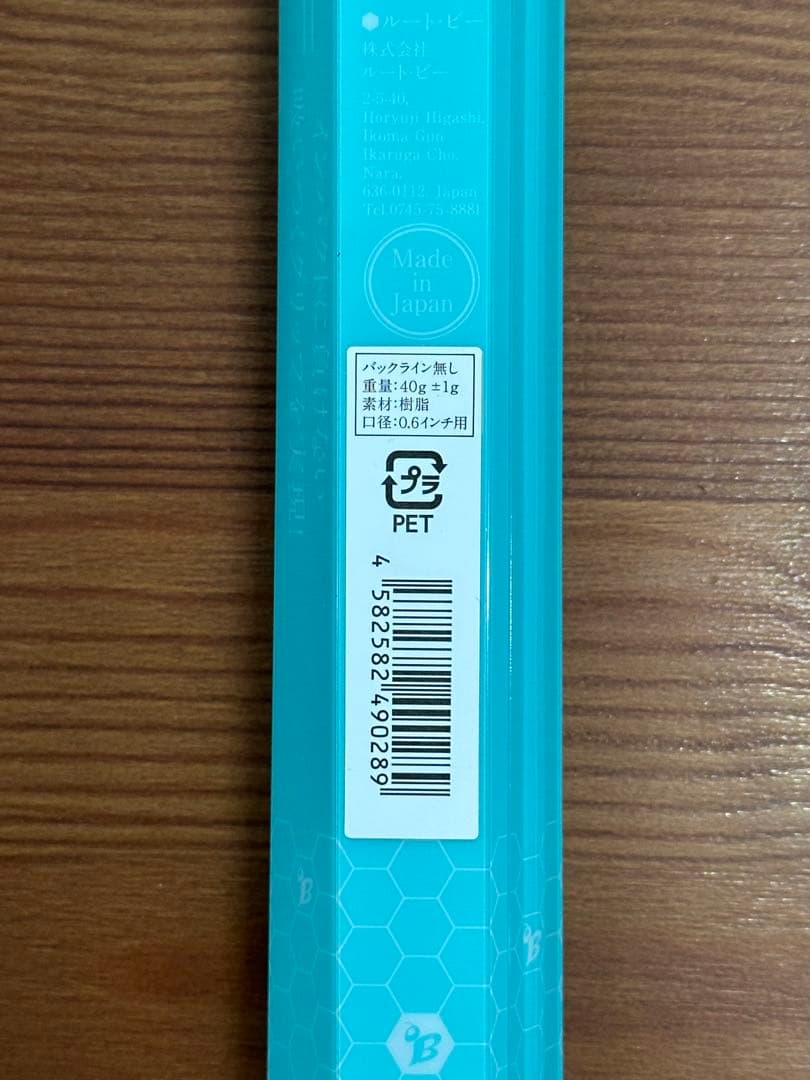 ルート・ビー
株式会社
ルート・ビー
2-5-40,
Horyuji Higashi,
Ikoma Gun
Ikaruga Cho,
Nara,
636-0112, Japan
Tel.0745-75-8881
Made
in
Japan
バックライン無し
重量:40g ±1g
素材:樹脂
口径:0.6インチ用
プラ
PET
4 582582 490289
B
B
B